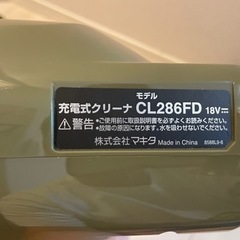 モデル
充電式クリーナ CL286FD 18V⎓
⚠警告
・ご使用前に取扱説明書を必ずよくお読みください。
・故障の原因になります。水を吸わせないでください。
株式会社マキタ Made in China